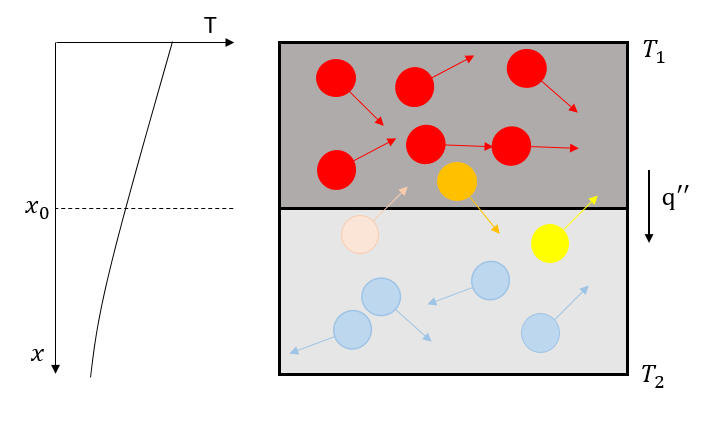 T
T₁
x₀
q′′
x
T₂